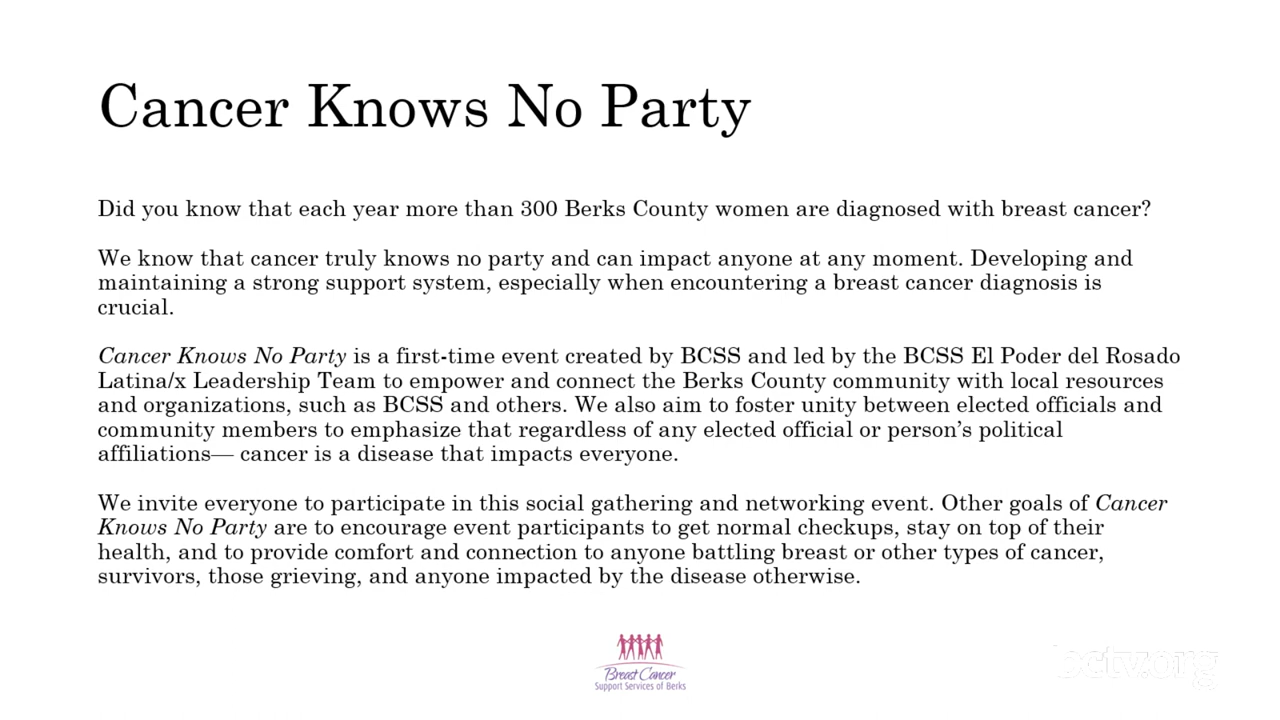 Cancer Knows No Party
Did you know that each year more than 300 Berks County women are diagnosed with breast cancer?
We know that cancer truly knows no party and can impact anyone at any moment. Developing and
maintaining a strong support system, especially when encountering a breast cancer diagnosis is
crucial.
Cancer Knows No Party is a first-time event created by BCSS and led by the BCSS El Poder del Rosado
Latina/x Leadership Team to empower and connect the Berks County community with local resources
and organizations, such as BCSS and others. We also aim to foster unity between elected officials and
community members to emphasize that regardless of any elected official or person’s political
affiliations— cancer is a disease that impacts everyone.
We invite everyone to participate in this social gathering and networking event. Other goals of Cancer
Knows No Party are to encourage event participants to get normal checkups, stay on top of their
health, and to provide comfort and connection to anyone battling breast or other types of cancer,
survivors, those grieving, and anyone impacted by the disease otherwise.
Breast Cancer
Support Services of Berks
bctv.org